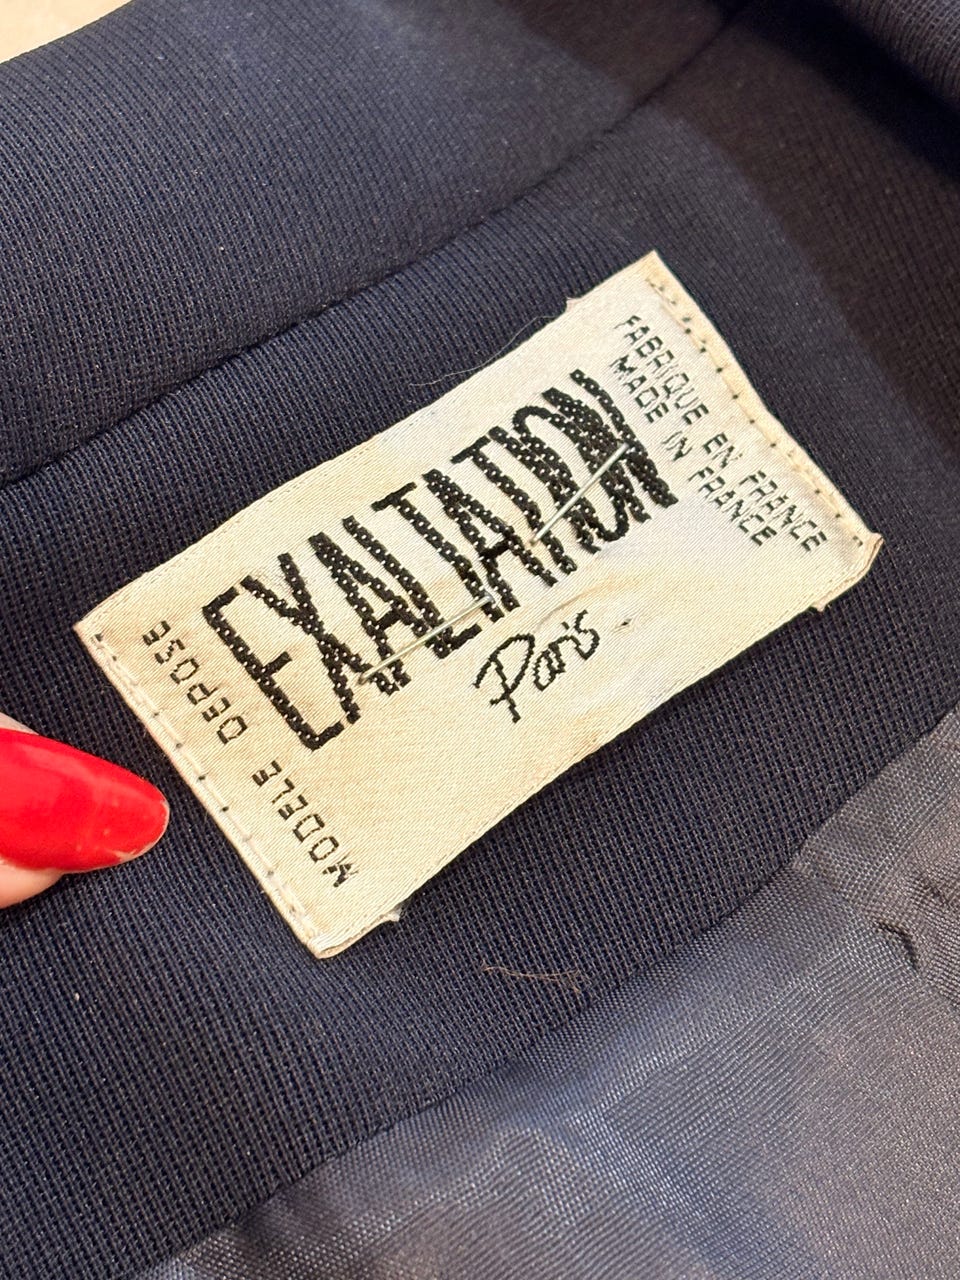 FABRIQUE EN FRANCE
MADE IN FRANCE
EXALTATION
Paris
MODELE DEPOSE